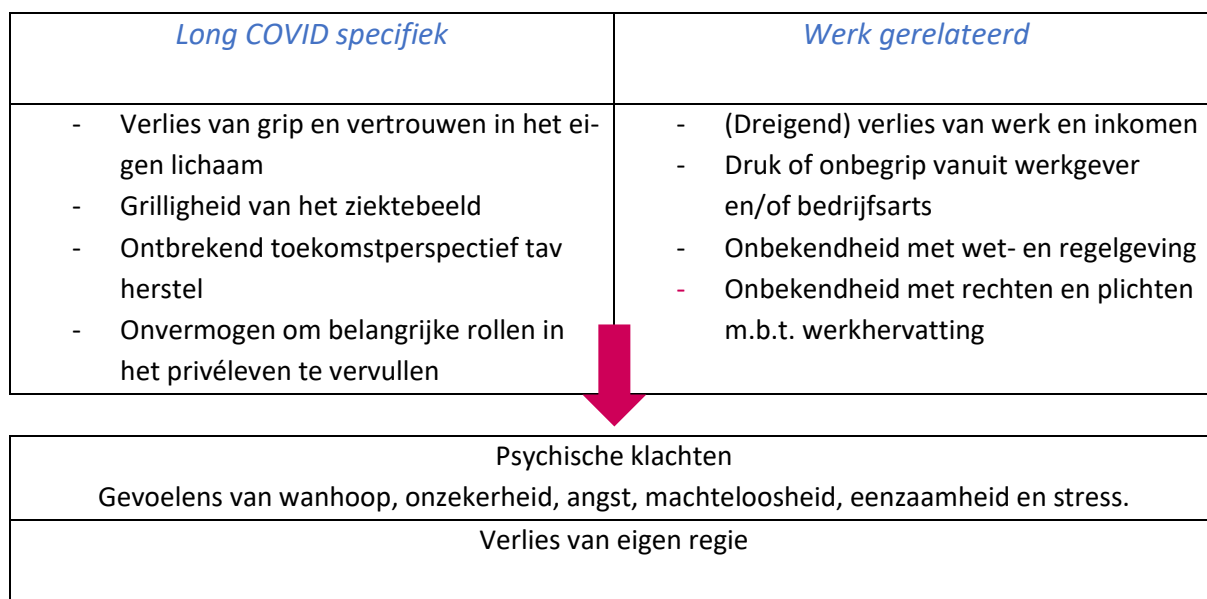 Long COVID specifiek
Werk gerelateerd
- Verlies van grip en vertrouwen in het ei-
gen lichaam
- Grilligheid van het ziektebeeld
- Ontbrekend toekomstperspectief tav
herstel
- Onvermogen om belangrijke rollen in
het privéleven te vervullen
- (Dreigend) verlies van werk en inkomen
- Druk of onbegrip vanuit werkgever
en/of bedrijfsarts
- Onbekendheid met wet- en regelgeving
- Onbekendheid met rechten en plichten
m.b.t. werkhervatting
Psychische klachten
Gevoelens van wanhoop, onzekerheid, angst, machteloosheid, eenzaamheid en stress.
Verlies van eigen regie